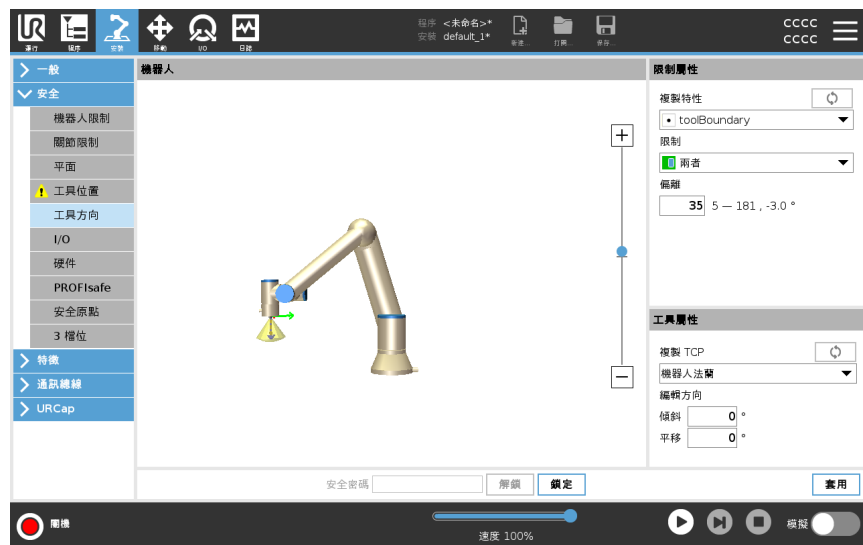 UR
運行
程序
安裝
移動
I/O
日誌
程序 <未命名>*
安裝 default_1*
新建...
打開...
保存...
cccc
cccc
一般
安全
機器人限制
關節限制
平面
工具位置
工具方向
I/O
硬件
PROFIsafe
安全原點
3 檔位
特徵
通訊總線
URCap
機器人
限制屬性
複製特性
toolBoundary
限制
兩者
偏離
35 5 — 181 , -3.0 °
工具屬性
複製 TCP
機器人法蘭
編輯方向
傾斜 0 °
平移 0 °
安全密碼
解鎖
鎖定
套用
關機
速度 100%
模擬